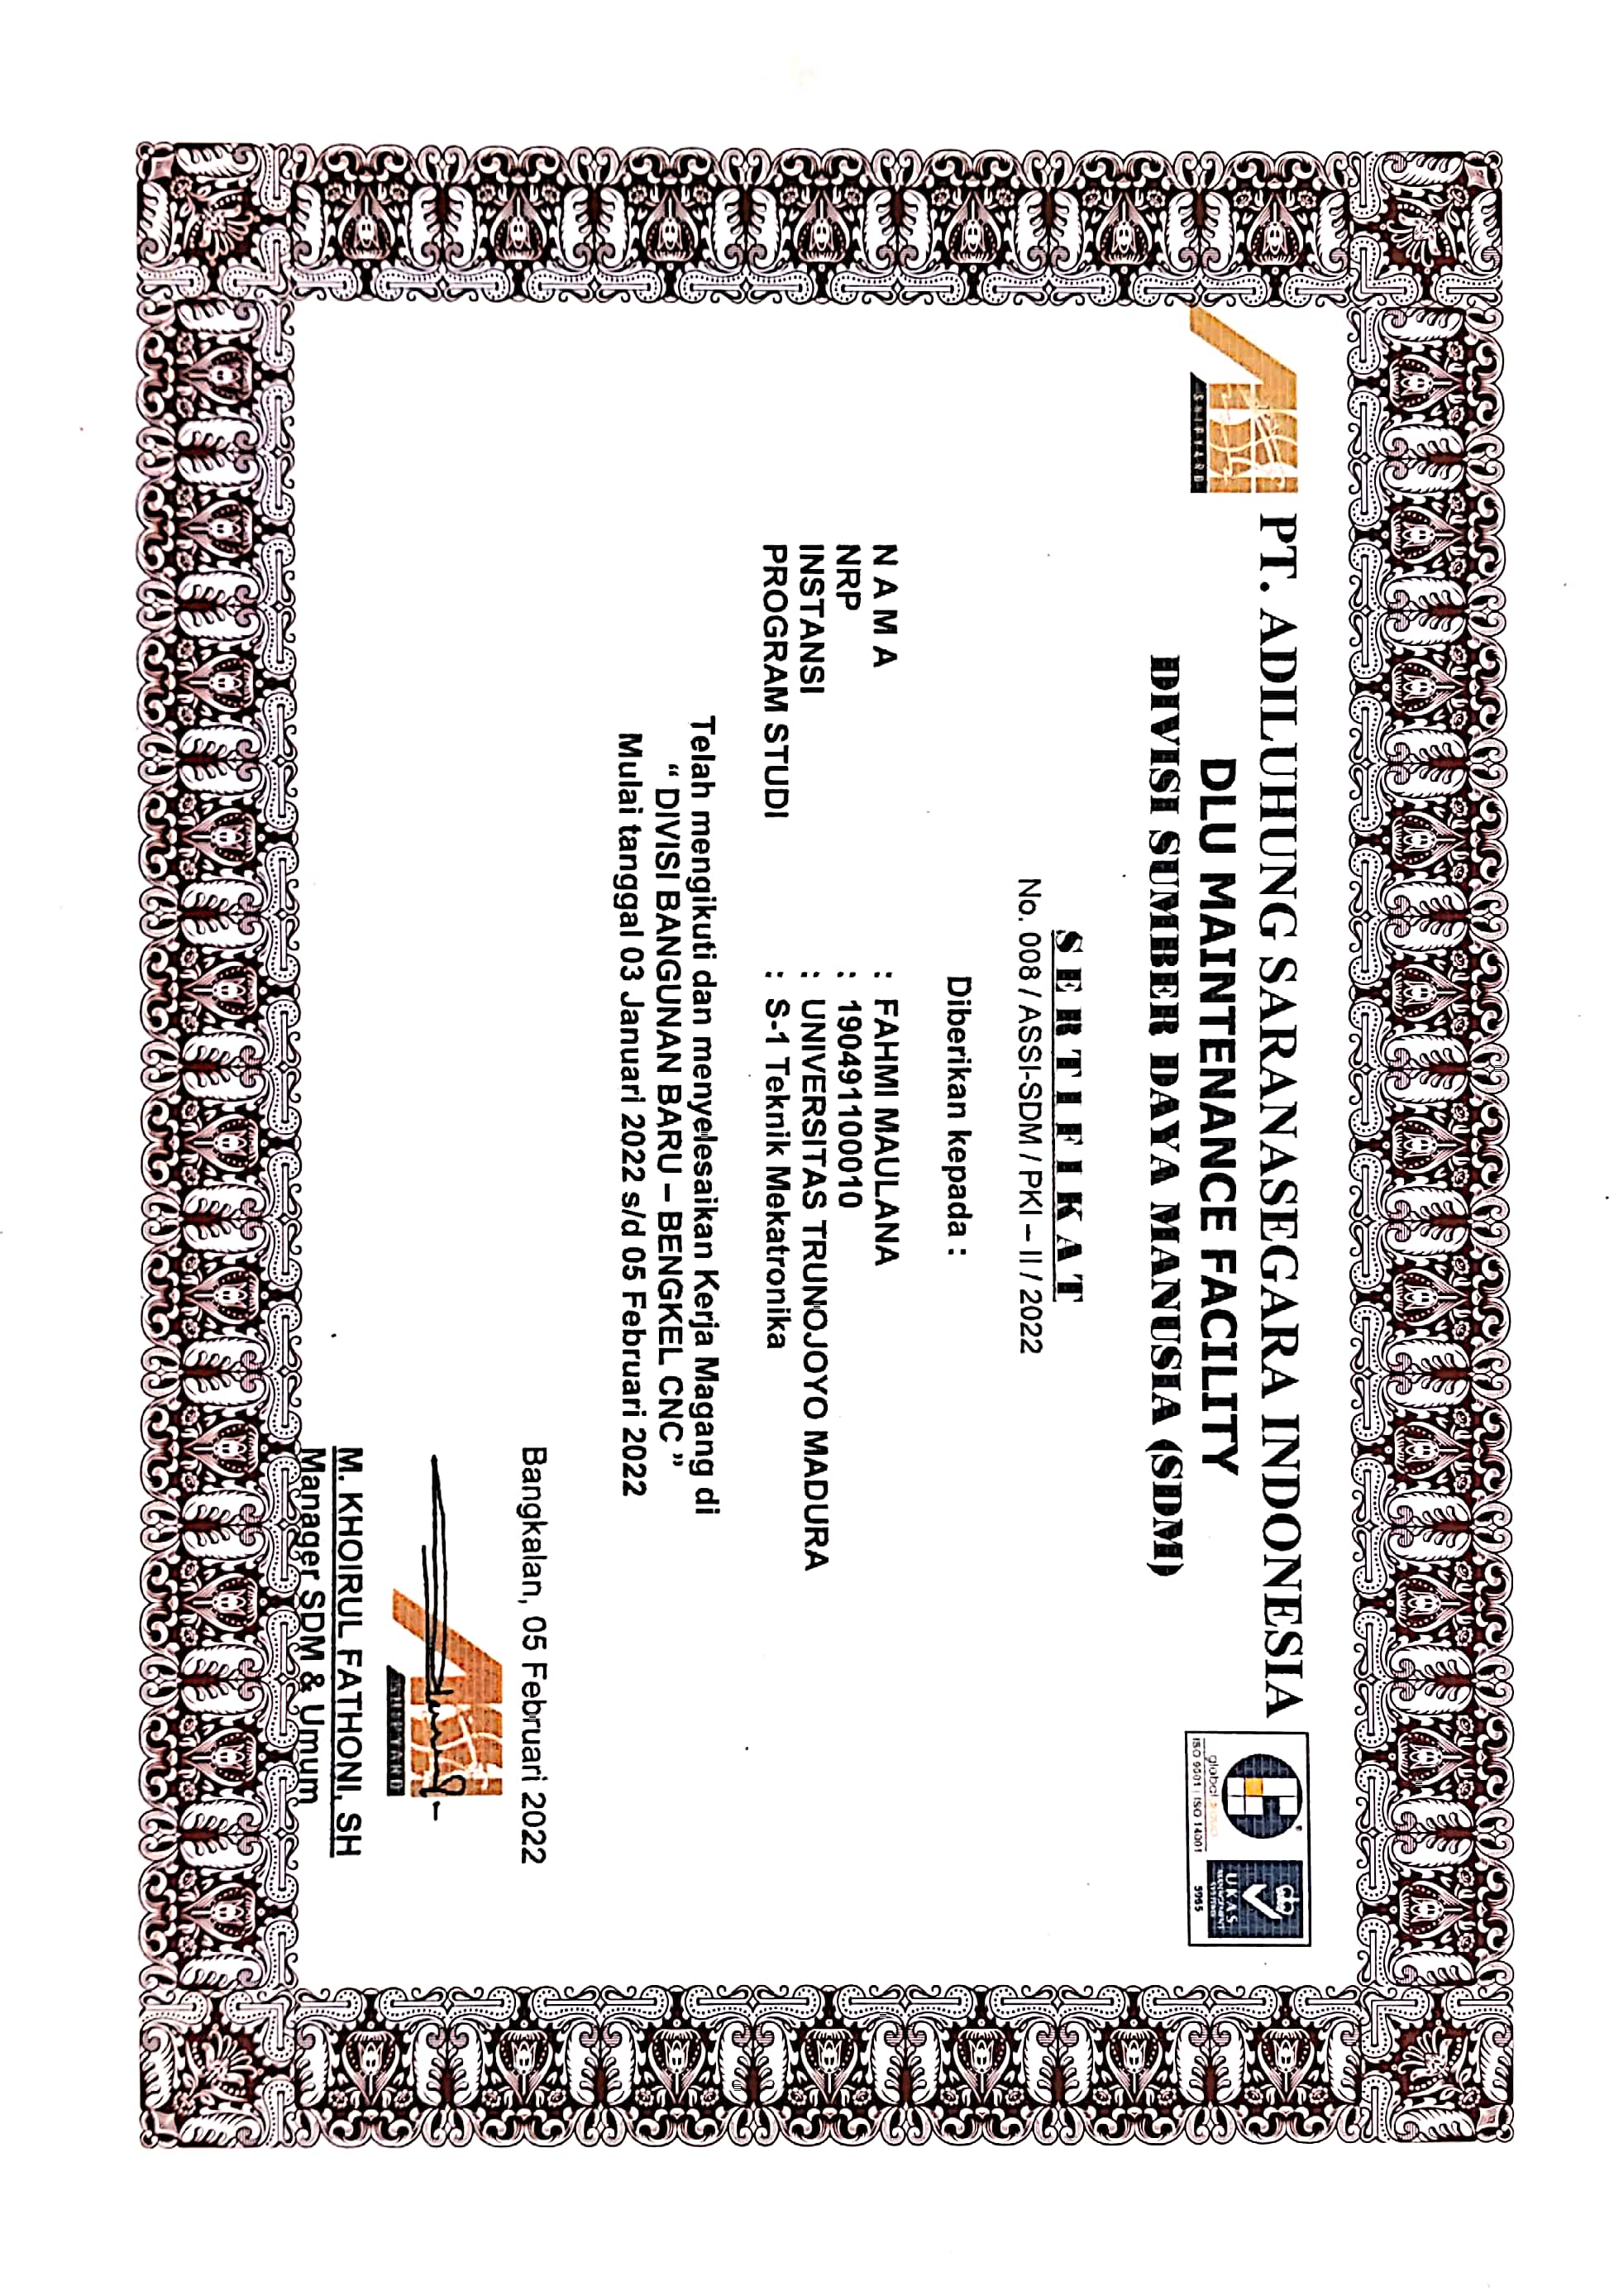 PT. ADILUHUNG SARANASEGARA INDONESIA
DLU MAINTENANCE FACILITY
DIVISI SUMBER DAYA MANUSIA (SDM)
SHIPYARD
global
ISO 9001 | ISO 14001
UKAS
MANAGEMENT
SYSTEMS
SERTIFIKAT
No. 008 / ASSI-SDM / PKI – II / 2022
Diberikan kepada :
N A M A : FAHMI MAULANA
NRP : 190491100010
INSTANSI : UNIVERSITAS TRUNOJOYO MADURA
PROGRAM STUDI : S-1 Teknik Mekatronika
Telah mengikuti dan menyelesaikan Kerja Magang di
“ DIVISI BANGUNAN BARU – BENGKEL CNC ”
Mulai tanggal 03 Januari 2022 s/d 05 Februari 2022
Bangkalan, 05 Februari 2022
SHIPYARD
M. KHOIRUL FATHONI, SH
Manager SDM & Umum